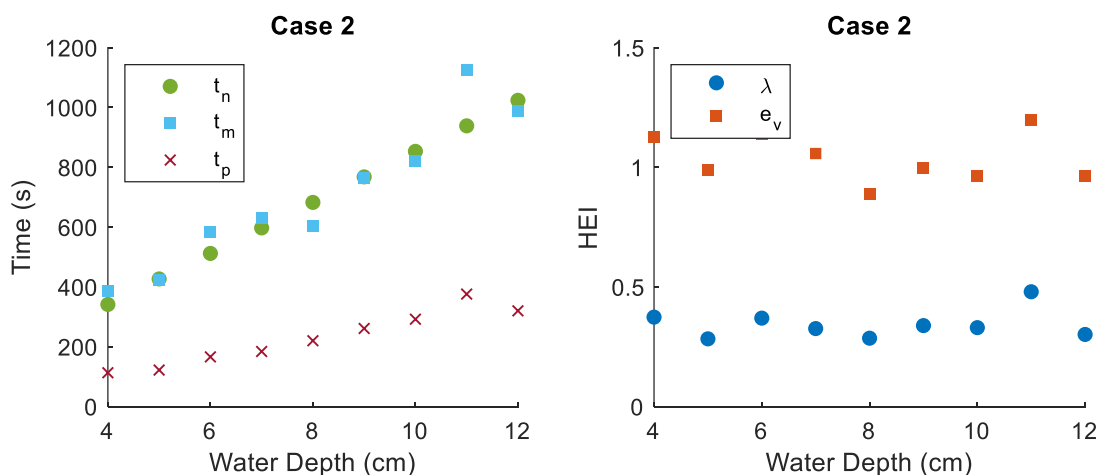 Case 2
1200
1000
800
600
400
200
0
Time (s)
t_n
t_m
t_p
4 6 8 10 12
Water Depth (cm)
Case 2
1.5
1
0.5
0
HEI
λ
e_v
4 6 8 10 12
Water Depth (cm)